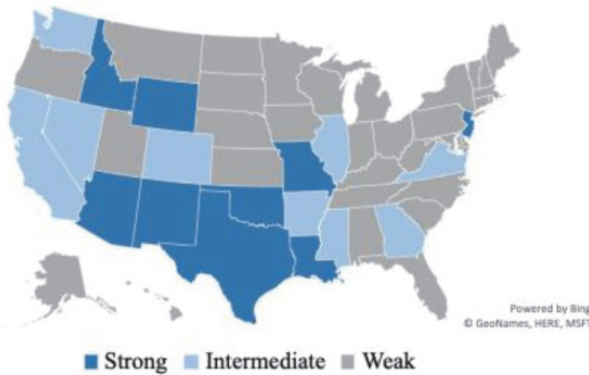 Powered by Bing
© GeoNames, HERE, MSFT
Strong Intermediate Weak